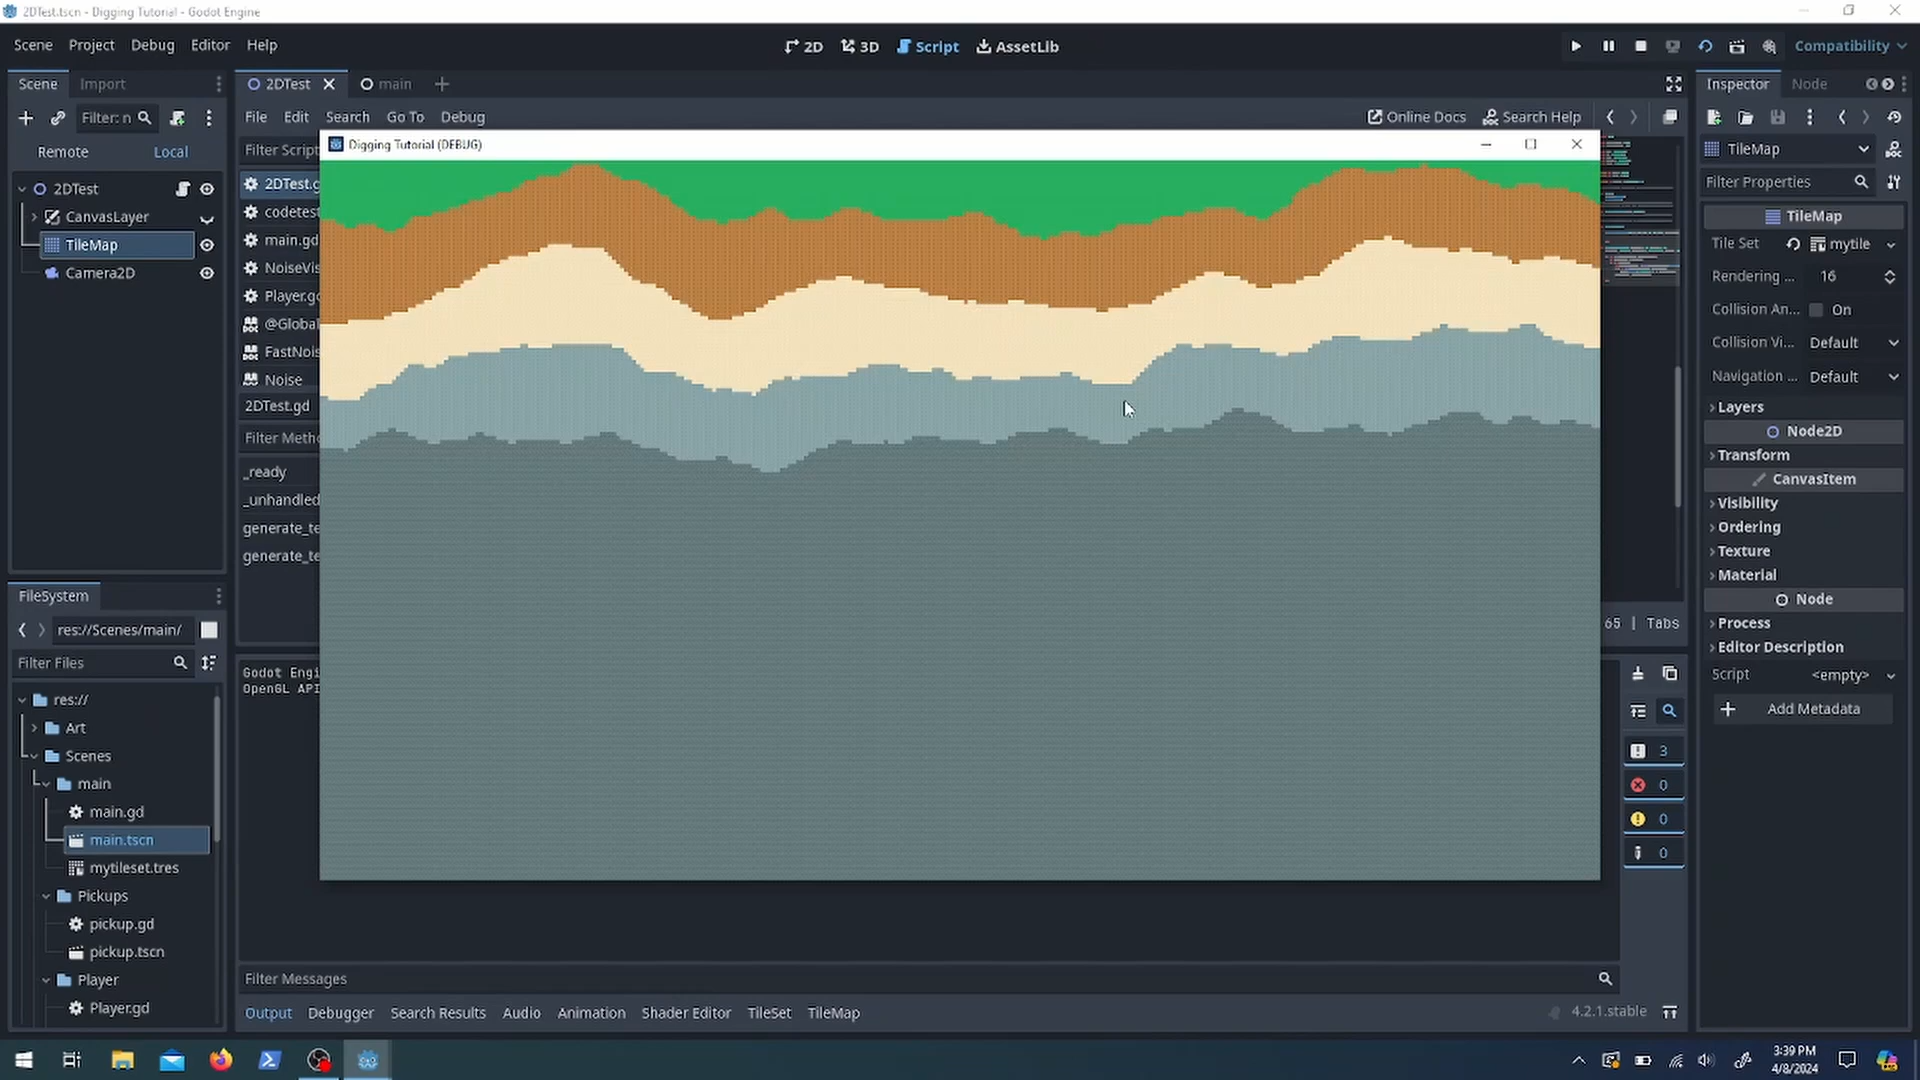 2DTest.tscn - Digging Tutorial - Godot Engine
Scene Project Debug Editor Help
2D 3D Script AssetLib
Compatibility
Scene Import
2DTest main
Inspector Node
Filter: n
File Edit Search Go To Debug
Online Docs Search Help
Remote Local
Filter Script
Digging Tutorial (DEBUG)
TileMap
Filter Properties
2DTest
CanvasLayer
TileMap
Camera2D
2DTest.g
codetest
main.gd
NoiseVis
Player.gd
@Global
FastNois
Noise
2DTest.gd
Filter Metho
_ready
_unhandled
generate_te
generate_te
TileMap
Tile Set mytile
Rendering ... 16
Collision An... On
Collision Vi... Default
Navigation ... Default
Layers
Node2D
Transform
CanvasItem
Visibility
Ordering
Texture
Material
Node
Process
Editor Description
Script <empty>
Add Metadata
65 | Tabs
FileSystem
res://Scenes/main/
Filter Files
res://
Art
Scenes
main
main.gd
main.tscn
mytileset.tres
Pickups
pickup.gd
pickup.tscn
Player
Player.gd
Godot Engi
OpenGL API
3
0
0
0
Filter Messages
Output Debugger Search Results Audio Animation Shader Editor TileSet TileMap
4.2.1.stable
3:39 PM
4/8/2024